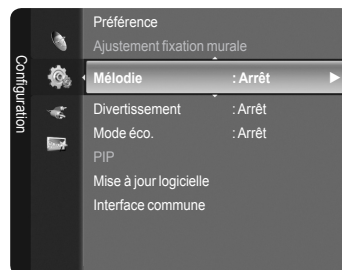 Configuration
Préférence
Ajustement fixation murale
Mélodie : Arrêt
Divertissement : Arrêt
Mode éco. : Arrêt
PIP
Mise à jour logicielle
Interface commune